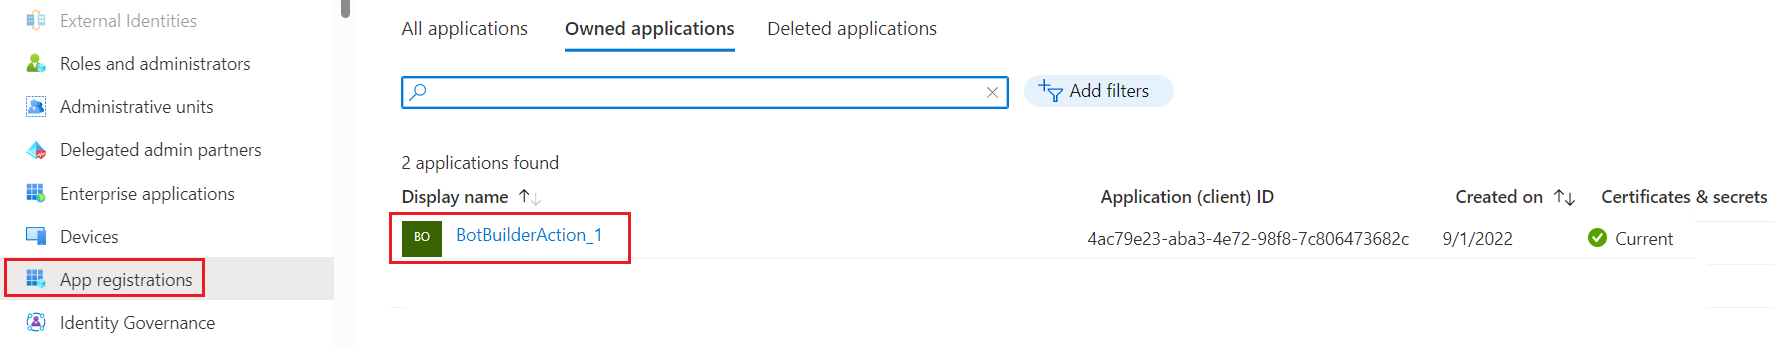 External Identities
Roles and administrators
Administrative units
Delegated admin partners
Enterprise applications
Devices
App registrations
Identity Governance
All applications Owned applications Deleted applications
Add filters
2 applications found
Display name Application (client) ID Created on Certificates & secrets
BO BotBuilderAction_1 4ac79e23-aba3-4e72-98f8-7c806473682c 9/1/2022 Current